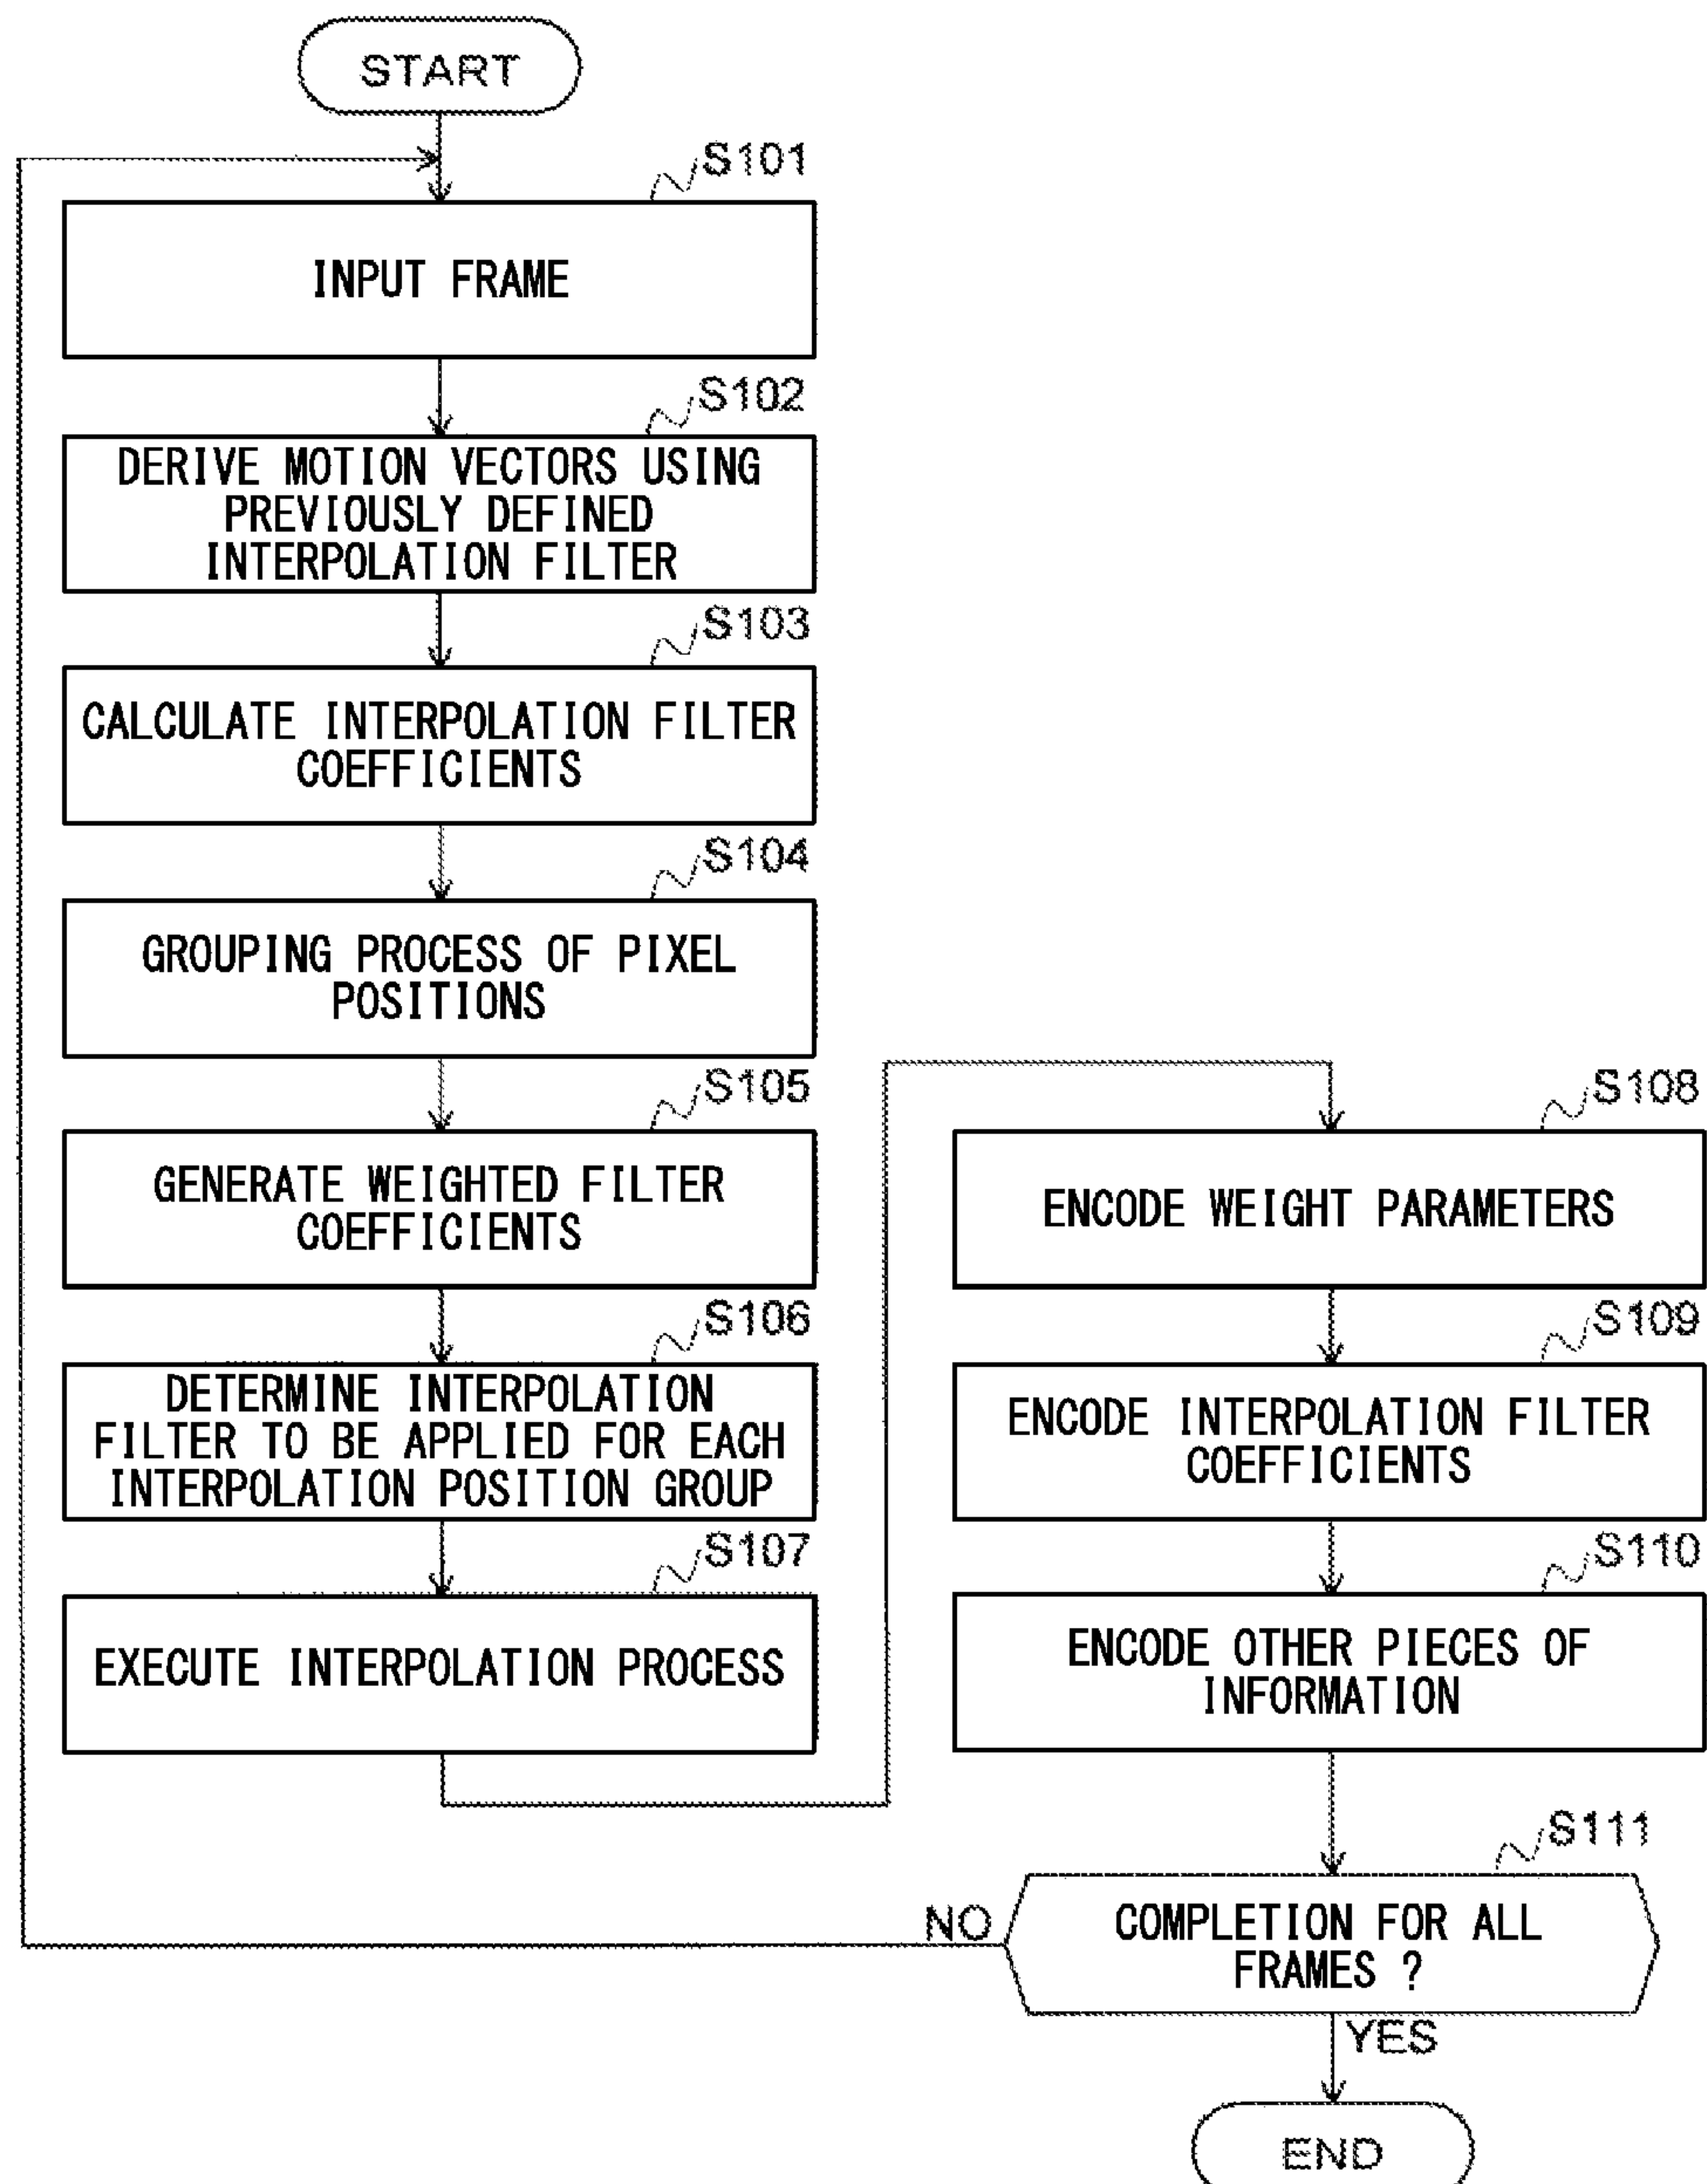 START
S101
INPUT FRAME
S102
DERIVE MOTION VECTORS USING
PREVIOUSLY DEFINED
INTERPOLATION FILTER
S103
CALCULATE INTERPOLATION FILTER
COEFFICIENTS
S104
GROUPING PROCESS OF PIXEL
POSITIONS
S105
GENERATE WEIGHTED FILTER
COEFFICIENTS
S106
DETERMINE INTERPOLATION
FILTER TO BE APPLIED FOR EACH
INTERPOLATION POSITION GROUP
S107
EXECUTE INTERPOLATION PROCESS
S108
ENCODE WEIGHT PARAMETERS
S109
ENCODE INTERPOLATION FILTER
COEFFICIENTS
S110
ENCODE OTHER PIECES OF
INFORMATION
S111
COMPLETION FOR ALL
FRAMES ?
NO
YES
END